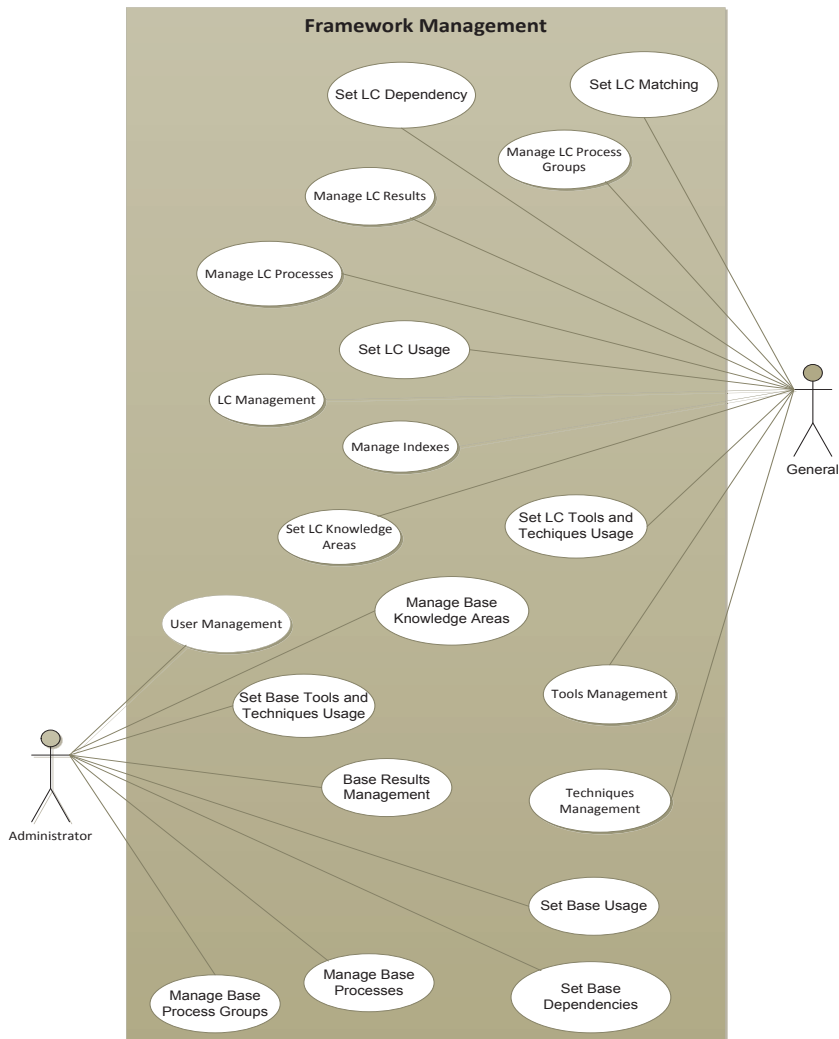 Framework Management
Set LC Matching
Set LC Dependency
Manage LC Process
Groups
Manage LC Results
Manage LC Processes
Set LC Usage
LC Management
Manage Indexes
General
Set LC Knowledge
Areas
Set LC Tools and
Techiques Usage
User Management
Manage Base
Knowledge Areas
Set Base Tools and
Techniques Usage
Tools Management
Base Results
Management
Techniques
Management
Administrator
Set Base Usage
Manage Base
Processes
Set Base
Dependencies
Manage Base
Process Groups